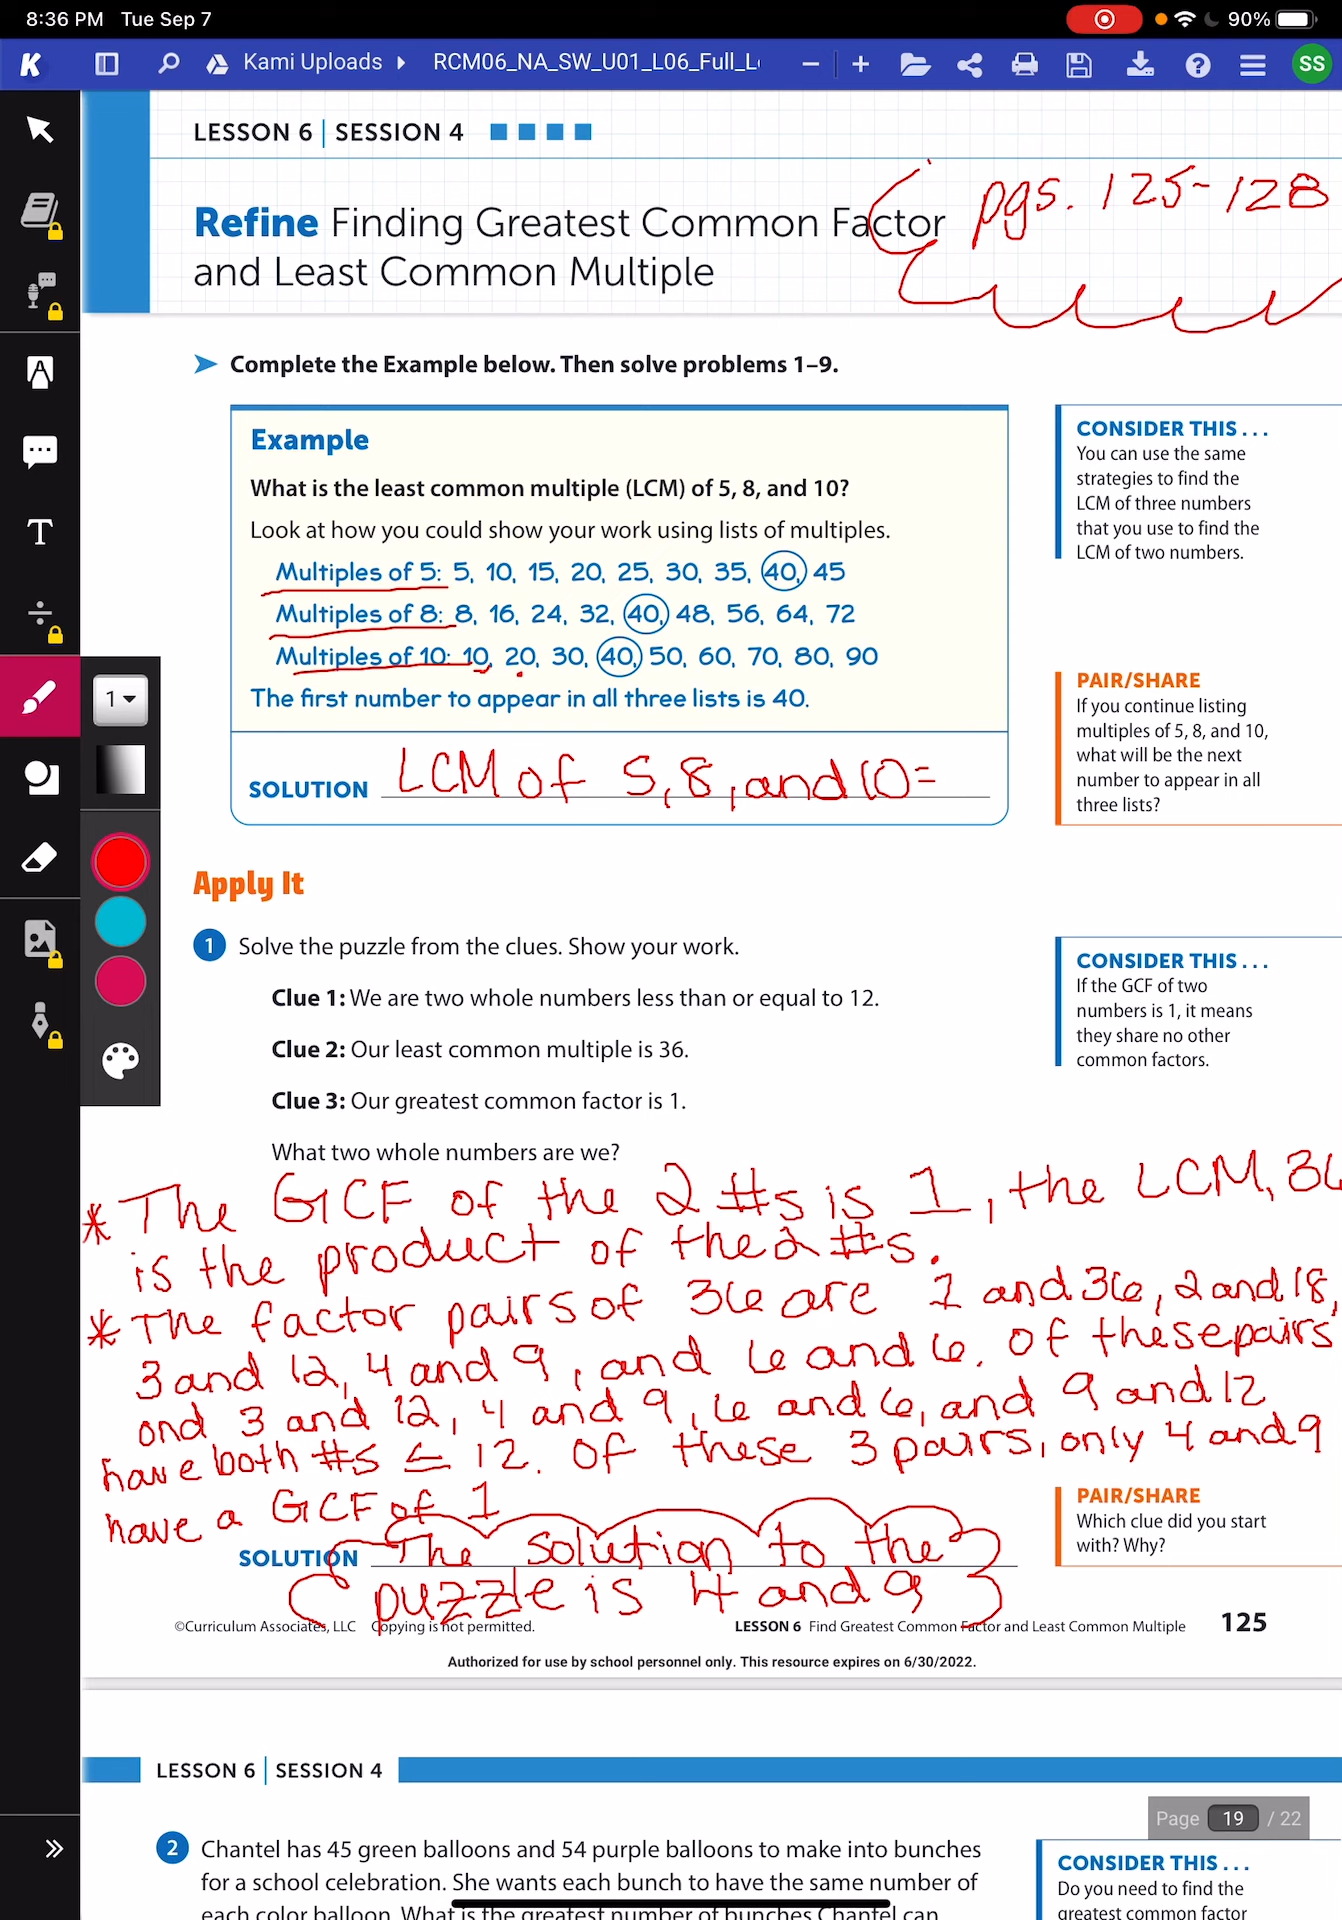 8:36 PM Tue Sep 7
90%
K
Kami Uploads
RCM06_NA_SW_U01_L06_Full_L
SS
LESSON 6 | SESSION 4
pgs. 125-128
Refine Finding Greatest Common Factor
and Least Common Multiple
Complete the Example below. Then solve problems 1–9.
Example
What is the least common multiple (LCM) of 5, 8, and 10?
Look at how you could show your work using lists of multiples.
Multiples of 5: 5, 10, 15, 20, 25, 30, 35, 40, 45
Multiples of 8: 8, 16, 24, 32, 40, 48, 56, 64, 72
Multiples of 10: 10, 20, 30, 40, 50, 60, 70, 80, 90
The first number to appear in all three lists is 40.
SOLUTION LCM of 5, 8, and 10=
CONSIDER THIS . . .
You can use the same
strategies to find the
LCM of three numbers
that you use to find the
LCM of two numbers.
PAIR/SHARE
If you continue listing
multiples of 5, 8, and 10,
what will be the next
number to appear in all
three lists?
T
1
Apply It
1 Solve the puzzle from the clues. Show your work.
Clue 1: We are two whole numbers less than or equal to 12.
Clue 2: Our least common multiple is 36.
Clue 3: Our greatest common factor is 1.
What two whole numbers are we?
CONSIDER THIS . . .
If the GCF of two
numbers is 1, it means
they share no other
common factors.
* The GCF of the 2 #s is 1, the LCM, 36
is the product of the 2 #s.
* The factor pairs of 36 are 1 and 36, 2 and 18,
3 and 12, 4 and 9, and 6 and 6. Of these pairs
and 3 and 12, 4 and 9, 6 and 6, and 9 and 12
have both #s ≤ 12. Of these 3 pairs, only 4 and 9
have a GCF of 1
SOLUTION The solution to the
puzzle is 4 and 9
PAIR/SHARE
Which clue did you start
with? Why?
©Curriculum Associates, LLC Copying is not permitted.
LESSON 6 Find Greatest Common Factor and Least Common Multiple 125
Authorized for use by school personnel only. This resource expires on 6/30/2022.
LESSON 6 | SESSION 4
Page 19 / 22
2 Chantel has 45 green balloons and 54 purple balloons to make into bunches
for a school celebration. She wants each bunch to have the same number of
each color balloon. What is the greatest number of bunches Chantel can
CONSIDER THIS . . .
Do you need to find the
greatest common factor